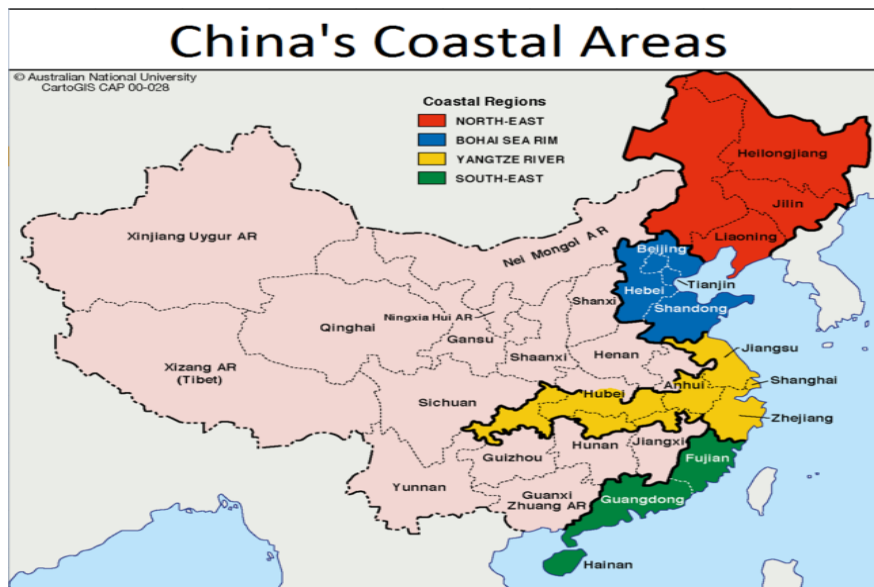 China's Coastal Areas
© Australian National University
CartoGIS CAP 00-028
Coastal Regions
NORTH-EAST
BOHAI SEA RIM
YANGTZE RIVER
SOUTH-EAST
Heilongjiang
Jilin
Liaoning
Xinjiang Uygur AR
Nei Mongol AR
Beijing
Tianjin
Hebei
Shanxi
Shandong
Ningxia Hui AR
Qinghai
Gansu
Shaanxi
Henan
Jiangsu
Xizang AR
(Tibet)
Sichuan
Hubei
Anhui
Shanghai
Zhejiang
Hunan
Jiangxi
Guizhou
Fujian
Yunnan
Guanxi
Zhuang AR
Guangdong
Hainan